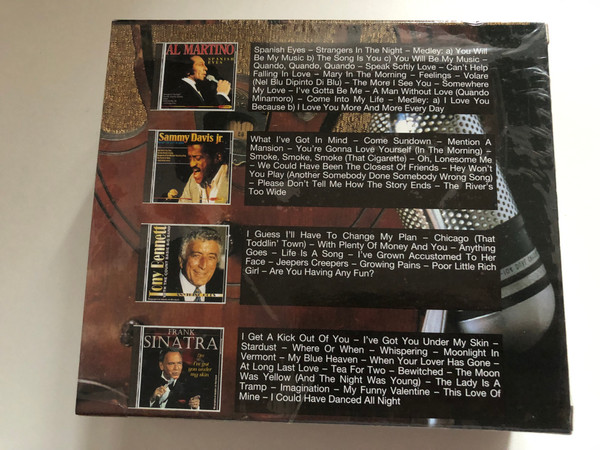 AL MARTINO
SPANISH EYES
Spanish Eyes – Strangers In The Night – Medley: a) You Will
Be My Music b) The Song Is You c) You Will Be My Music –
Quando, Quando, Quando – Speak Softly Love – Can't Help
Falling In Love – Mary In The Morning – Feelings – Volare
(Nel Blu Dipinto Di Blu) – The More I See You – Somewhere
My Love – I've Gotta Be Me – A Man Without Love (Quando
Minamoro) – Come Into My Life – Medley: a) I Love You
Because b) I Love You More And More Every Day
Sammy Davis jr.
What I've Got In Mind – Come Sundown – Mention A
Mansion – You're Gonna Love Yourself (In The Morning) –
Smoke, Smoke, Smoke (That Cigarette) – Oh, Lonesome Me
– We Could Have Been The Closest Of Friends – Hey Won't
You Play (Another Somebody Done Somebody Wrong Song)
– Please Don't Tell Me How The Story Ends – The River's
Too Wide
Tony Bennett
I Guess I'll Have To Change My Plan – Chicago (That
Toddlin' Town) – With Plenty Of Money And You – Anything
Goes – Life Is A Song – I've Grown Accustomed To Her
Face – Jeepers Creepers – Growing Pains – Poor Little Rich
Girl – Are You Having Any Fun?
FRANK
SINATRA
I've got
you under
my skin
I Get A Kick Out Of You – I've Got You Under My Skin –
Stardust – Where Or When – Whispering – Moonlight In
Vermont – My Blue Heaven – When Your Lover Has Gone –
At Long Last Love – Tea For Two – Bewitched – The Moon
Was Yellow (And The Night Was Young) – The Lady Is A
Tramp – Imagination – My Funny Valentine – This Love Of
Mine – I Could Have Danced All Night